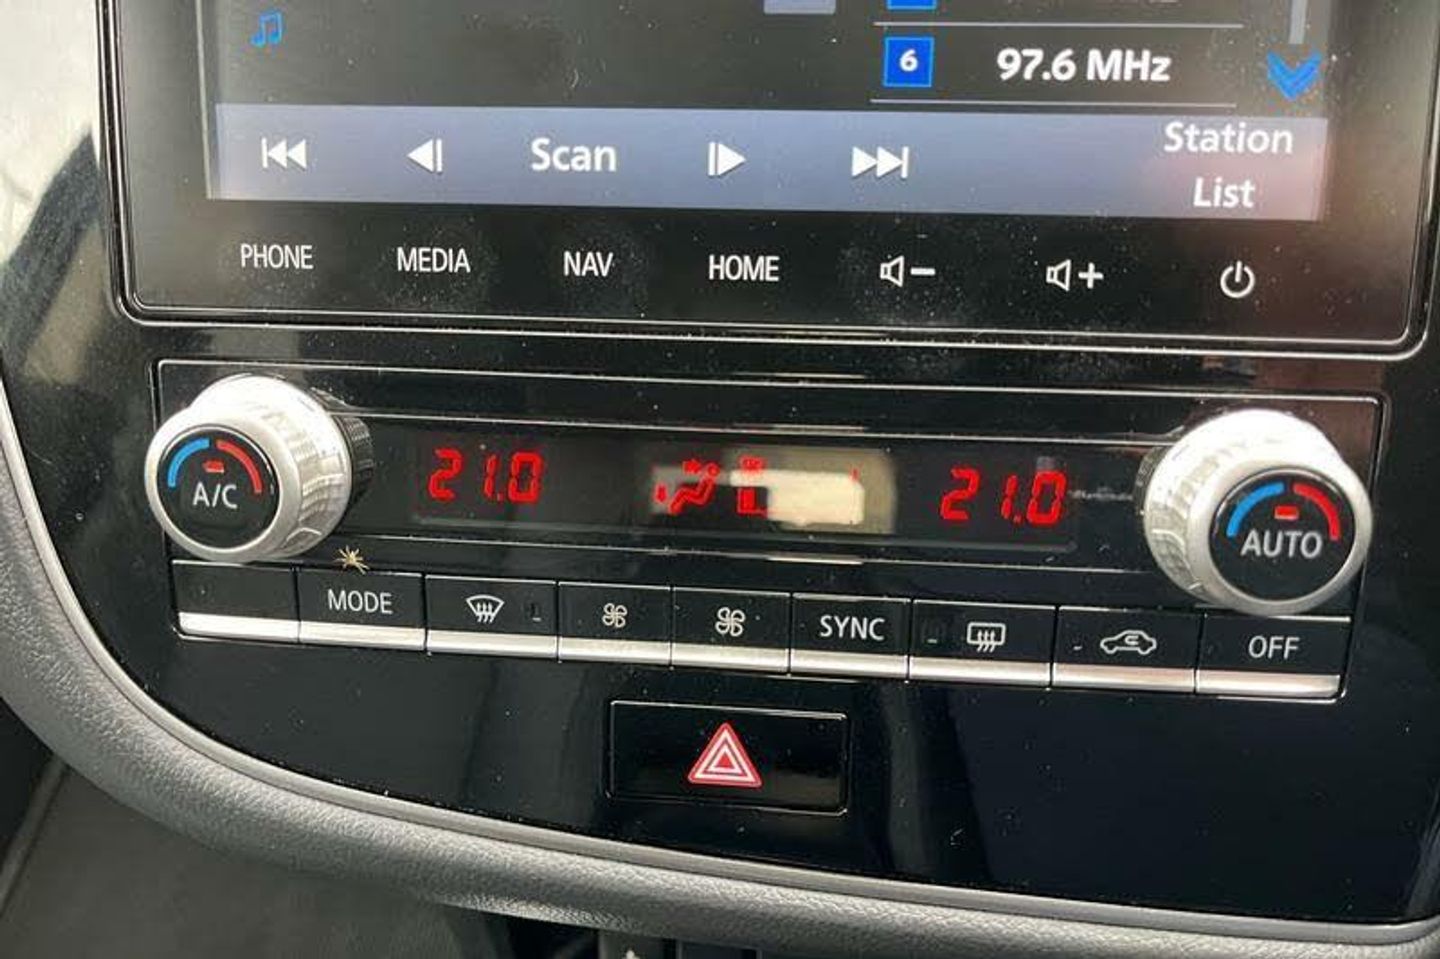 6 97.6 MHz
Scan
Station
List
PHONE MEDIA NAV HOME
21.0 21.0
A/C
AUTO
MODE SYNC OFF